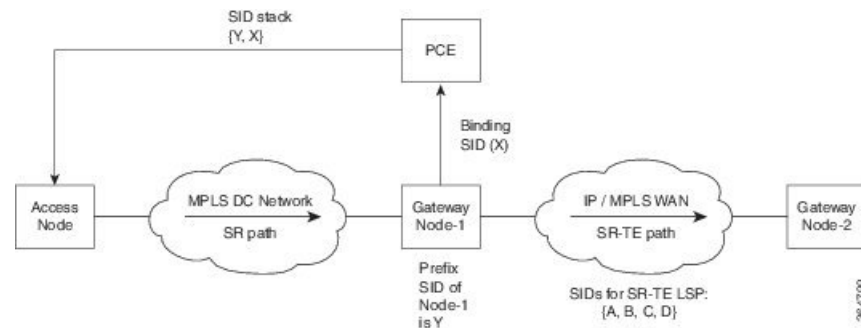 SID stack
{Y, X}
PCE
Binding
SID (X)
Access
Node
MPLS DC Network
SR path
Gateway
Node-1
IP / MPLS WAN
SR-TE path
Gateway
Node-2
Prefix
SID of
Node-1
is Y
SIDs for SR-TE LSP:
{A, B, C, D}